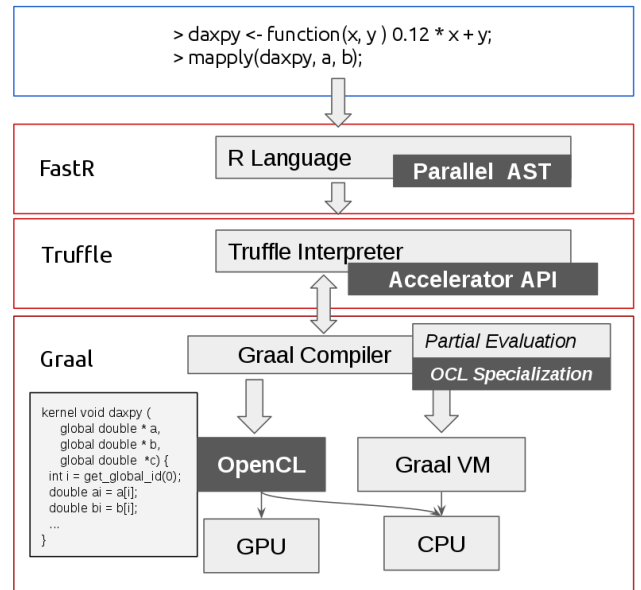 > daxpy <- function(x, y ) 0.12 * x + y;
> mapply(daxpy, a, b);
FastR
R Language
Parallel AST
Truffle
Truffle Interpreter
Accelerator API
Graal
Graal Compiler
Partial Evaluation
OCL Specialization
kernel void daxpy (
global double * a,
global double * b,
global double *c) {
int i = get_global_id(0);
double ai = a[i];
double bi = b[i];
...
}
OpenCL
Graal VM
GPU
CPU